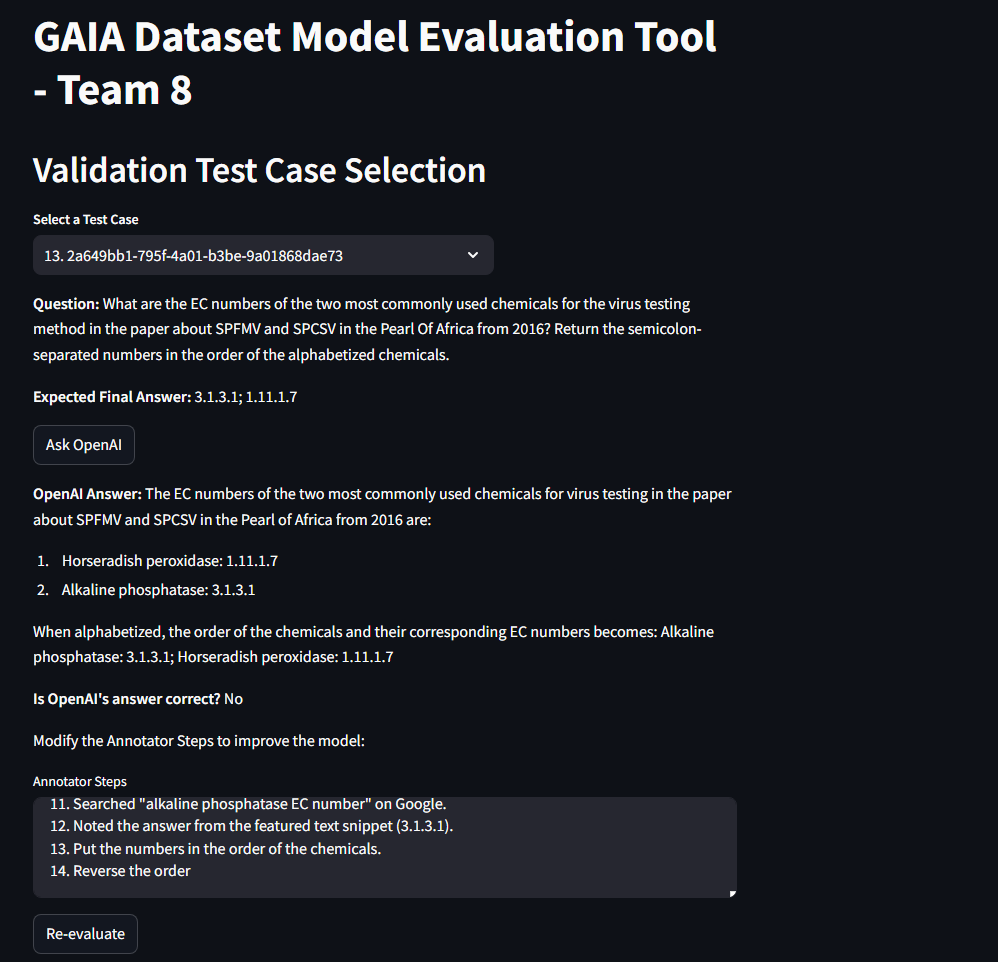 GAIA Dataset Model Evaluation Tool
- Team 8
Validation Test Case Selection
Select a Test Case
13. 2a649bb1-795f-4a01-b3be-9a01868dae73
Question: What are the EC numbers of the two most commonly used chemicals for the virus testing
method in the paper about SPFMV and SPCSV in the Pearl Of Africa from 2016? Return the semicolon-
separated numbers in the order of the alphabetized chemicals.
Expected Final Answer: 3.1.3.1; 1.11.1.7
Ask OpenAI
OpenAI Answer: The EC numbers of the two most commonly used chemicals for virus testing in the paper
about SPFMV and SPCSV in the Pearl of Africa from 2016 are:
1. Horseradish peroxidase: 1.11.1.7
2. Alkaline phosphatase: 3.1.3.1
When alphabetized, the order of the chemicals and their corresponding EC numbers becomes: Alkaline
phosphatase: 3.1.3.1; Horseradish peroxidase: 1.11.1.7
Is OpenAI's answer correct? No
Modify the Annotator Steps to improve the model:
Annotator Steps
11. Searched "alkaline phosphatase EC number" on Google.
12. Noted the answer from the featured text snippet (3.1.3.1).
13. Put the numbers in the order of the chemicals.
14. Reverse the order
Re-evaluate